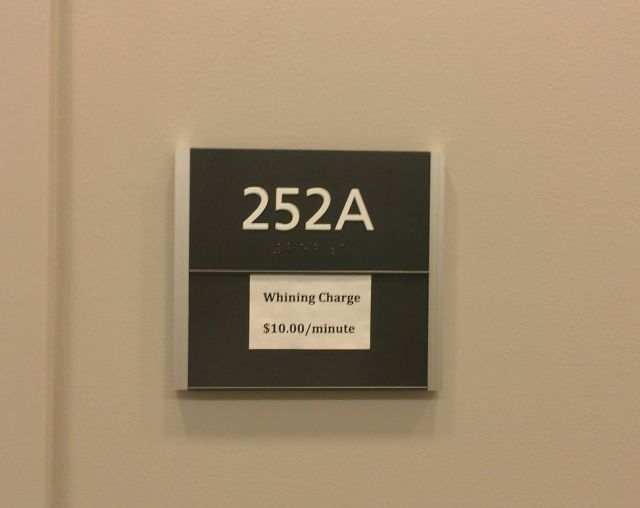 252A
Whining Charge
$10.00/minute